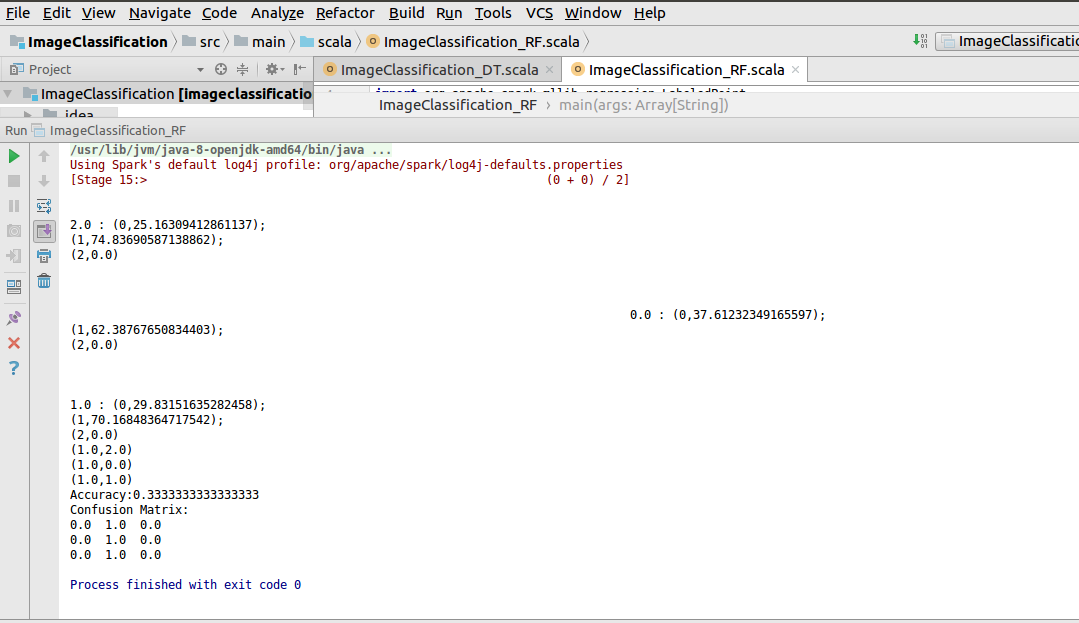 File Edit View Navigate Code Analyze Refactor Build Run Tools VCS Window Help
ImageClassification src main scala ImageClassification_RF.scala ImageClassificatio
Project ImageClassification_DT.scala ImageClassification_RF.scala
ImageClassification [imageclassificatio import org.apache.spark.mllib.regression.LabeledPoint
idea ImageClassification_RF main(args: Array[String])
Run ImageClassification_RF
/usr/lib/jvm/java-8-openjdk-amd64/bin/java ...
Using Spark's default log4j profile: org/apache/spark/log4j-defaults.properties
[Stage 15:> (0 + 0) / 2]
2.0 : (0,25.16309412861137);
(1,74.83690587138862);
(2,0.0)
0.0 : (0,37.61232349165597);
(1,62.38767650834403);
(2,0.0)
1.0 : (0,29.83151635282458);
(1,70.16848364717542);
(2,0.0)
(1.0,2.0)
(1.0,0.0)
(1.0,1.0)
Accuracy:0.3333333333333333
Confusion Matrix:
0.0 1.0 0.0
0.0 1.0 0.0
0.0 1.0 0.0
Process finished with exit code 0